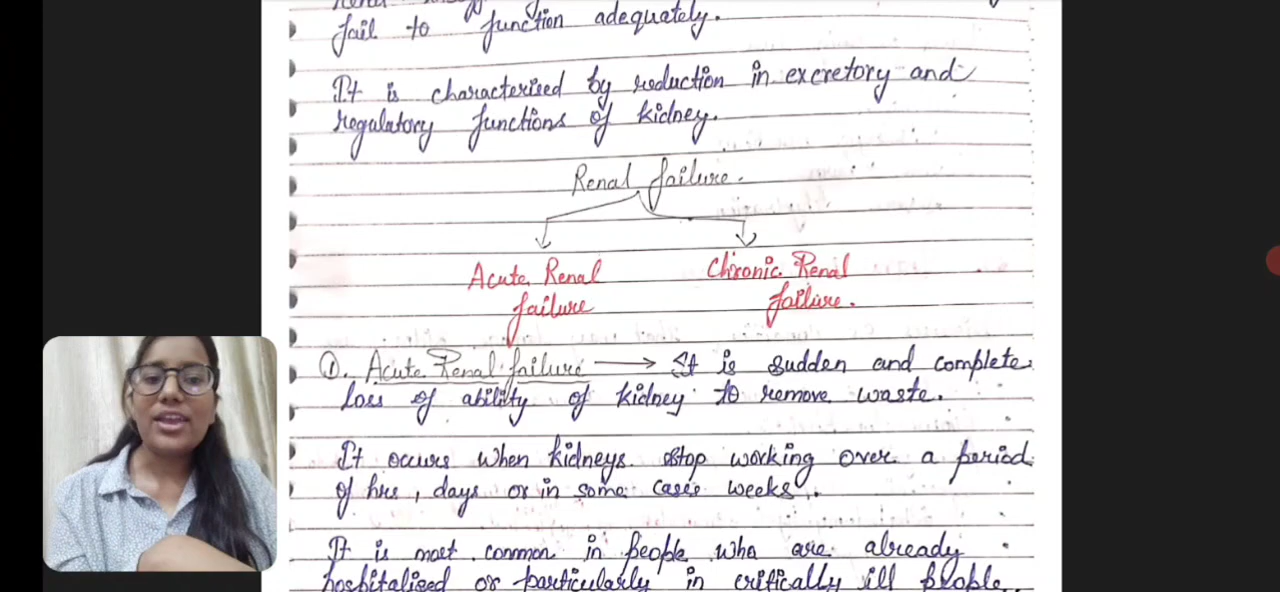 fail to function adequately.
It is characterised by reduction in excretory and
regulatory functions of kidney.
Renal failure.
Acute Renal
failure
Chronic Renal
failure.
①. Acute Renal failure → It is sudden and complete
loss of ability of kidney to remove waste.
It occurs when kidneys stop working over a period
of hrs, days or in some cases weeks.
It is most common in people who are already
hospitalised or particularly in critically ill people.